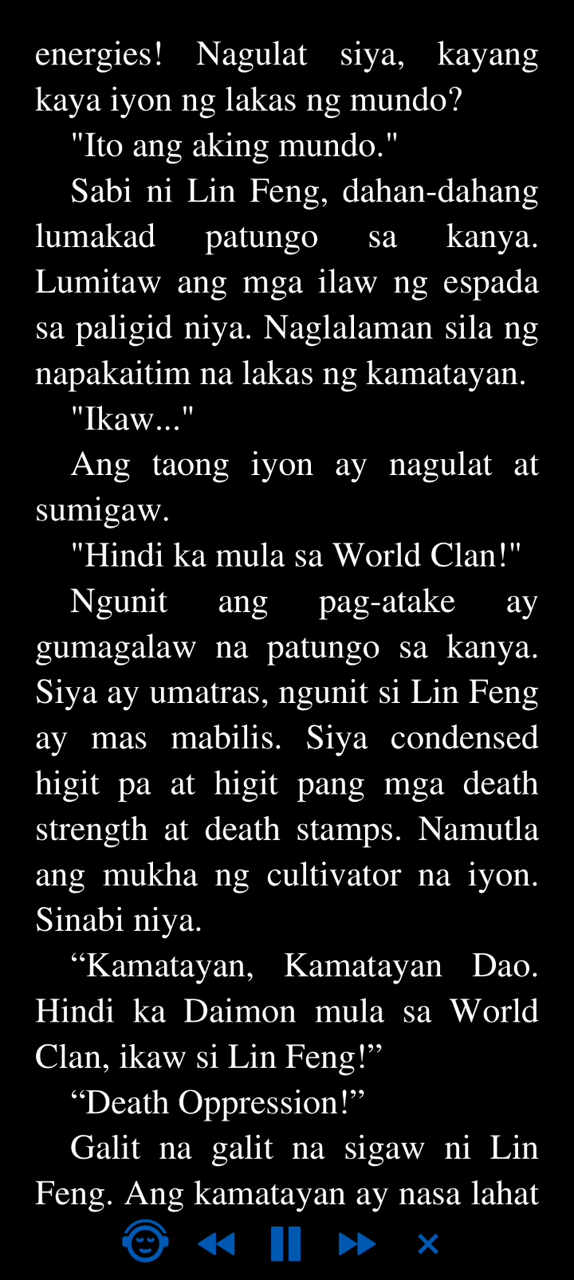 energies! Nagulat siya, kayang
kaya iyon ng lakas ng mundo?
"Ito ang aking mundo."
Sabi ni Lin Feng, dahan-dahang
lumakad patungo sa kanya.
Lumitaw ang mga ilaw ng espada
sa paligid niya. Naglalaman sila ng
napakaitim na lakas ng kamatayan.
"Ikaw..."
Ang taong iyon ay nagulat at
sumigaw.
"Hindi ka mula sa World Clan!"
Ngunit ang pag-atake ay
gumagalaw na patungo sa kanya.
Siya ay umatras, ngunit si Lin Feng
ay mas mabilis. Siya condensed
higit pa at higit pang mga death
strength at death stamps. Namutla
ang mukha ng cultivator na iyon.
Sinabi niya.
“Kamatayan, Kamatayan Dao.
Hindi ka Daimon mula sa World
Clan, ikaw si Lin Feng!”
“Death Oppression!”
Galit na galit na sigaw ni Lin
Feng. Ang kamatayan ay nasa lahat